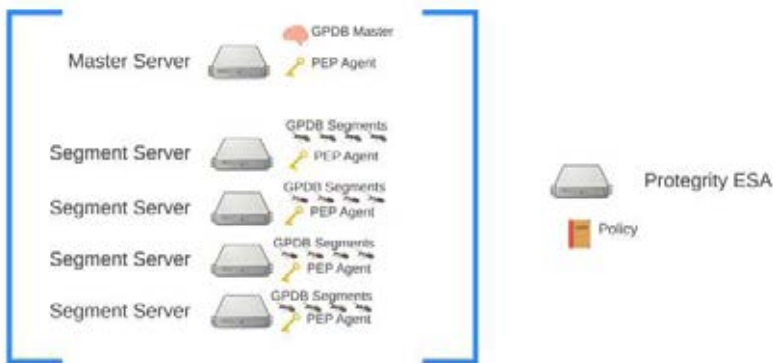 GPDB Master
Master Server
PEP Agent
GPDB Segments
Segment Server
PEP Agent
GPDB Segments
Segment Server
PEP Agent
GPDB Segments
Segment Server
PEP Agent
GPDB Segments
Segment Server
PEP Agent
Protegrity ESA
Policy